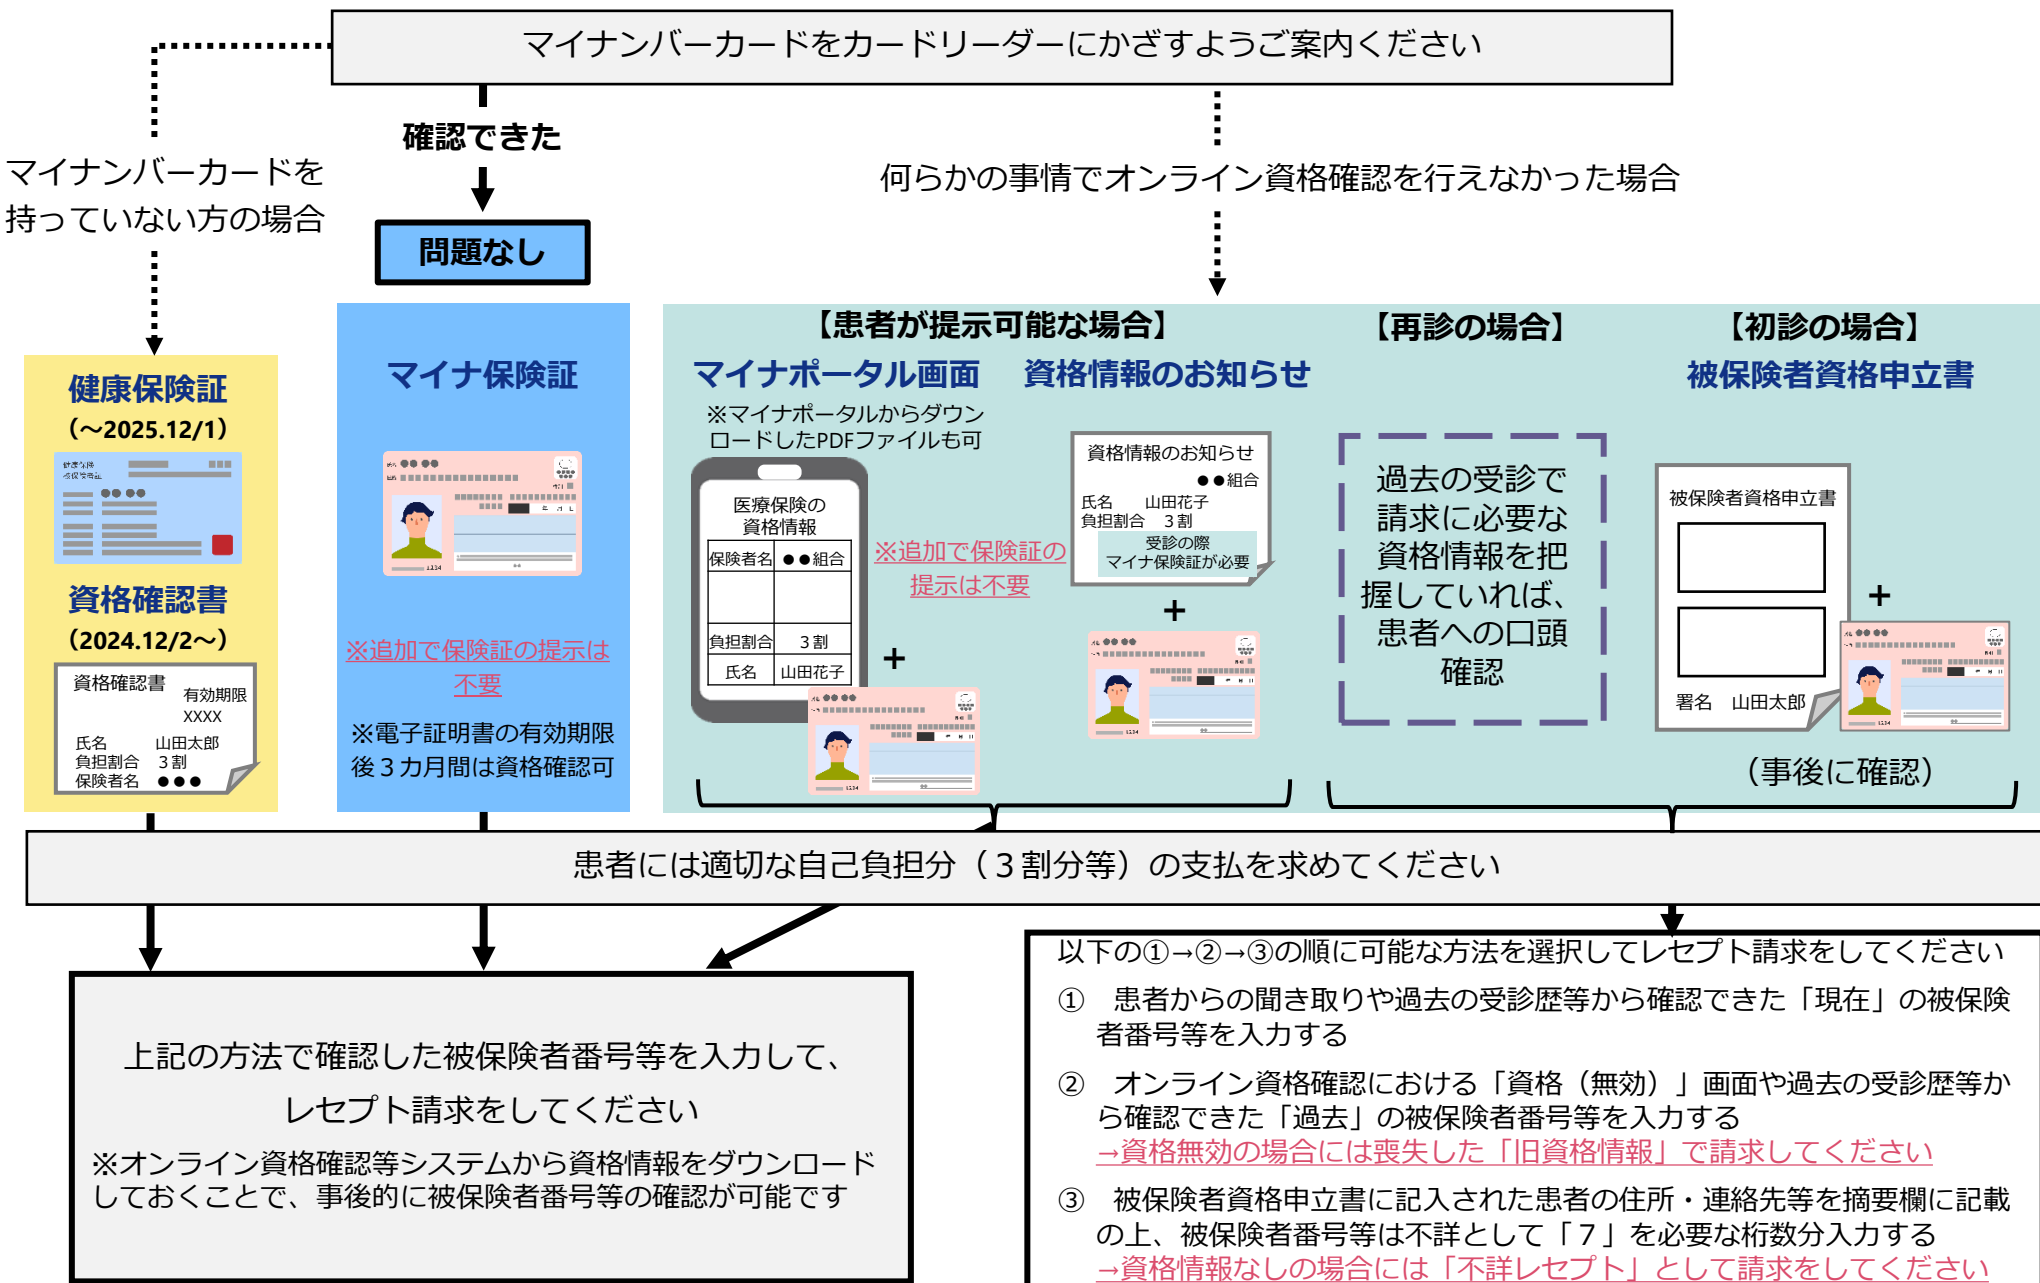 マイナンバーカードをカードリーダーにかざすようご案内ください
マイナンバーカードを
持っていない方の場合
確認できた
問題なし
何らかの事情でオンライン資格確認を行えなかった場合
健康保険証
（～2025.12/1）
健康保険
被保険者証
資格確認書
（2024.12/2～）
資格確認書
有効期限
XXXX
氏名　山田太郎
負担割合　３割
保険者名　●●●
マイナ保険証
1234
※追加で保険証の提示は
不要
※電子証明書の有効期限
後３カ月間は資格確認可
【患者が提示可能な場合】
マイナポータル画面
※マイナポータルからダウン
ロードしたPDFファイルも可
医療保険の
資格情報
保険者名　●●組合
負担割合　３割
氏名　山田花子
+
1234
※追加で保険証の
提示は不要
資格情報のお知らせ
資格情報のお知らせ
●●組合
氏名　山田花子
負担割合　３割
受診の際
マイナ保険証が必要
+
1234
【再診の場合】
過去の受診で
請求に必要な
資格情報を把
握していれば、
患者への口頭
確認
【初診の場合】
被保険者資格申立書
被保険者資格申立書
署名　山田太郎
+
1234
（事後に確認）
患者には適切な自己負担分（３割分等）の支払を求めてください
上記の方法で確認した被保険者番号等を入力して、
レセプト請求をしてください
※オンライン資格確認等システムから資格情報をダウンロード
しておくことで、事後的に被保険者番号等の確認が可能です
以下の①→②→③の順に可能な方法を選択してレセプト請求をしてください
①　患者からの聞き取りや過去の受診歴等から確認できた「現在」の被保険
者番号等を入力する
②　オンライン資格確認における「資格（無効）」画面や過去の受診歴等か
ら確認できた「過去」の被保険者番号等を入力する
→資格無効の場合には喪失した「旧資格情報」で請求してください
③　被保険者資格申立書に記入された患者の住所・連絡先等を摘要欄に記載
の上、被保険者番号等は不詳として「７」を必要な桁数分入力する
→資格情報なしの場合には「不詳レセプト」として請求をしてください